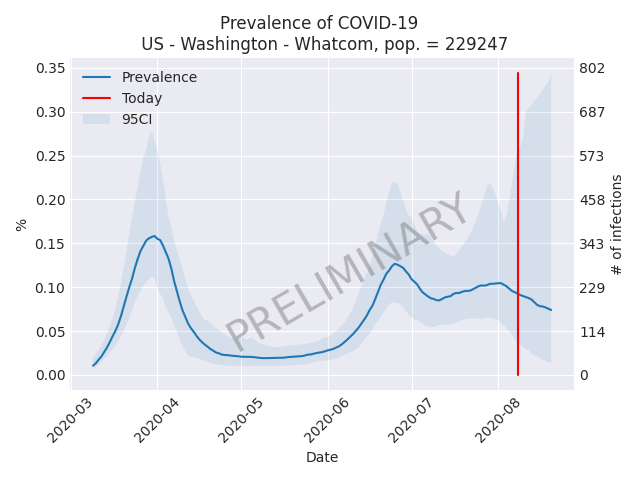 Prevalence of COVID-19
US - Washington - Whatcom, pop. = 229247
Prevalence
Today
95CI
PRELIMINARY
%
0.35
0.30
0.25
0.20
0.15
0.10
0.05
0.00
802
687
573
458
343
229
114
0
# of infections
2020-03
2020-04
2020-05
2020-06
2020-07
2020-08
Date